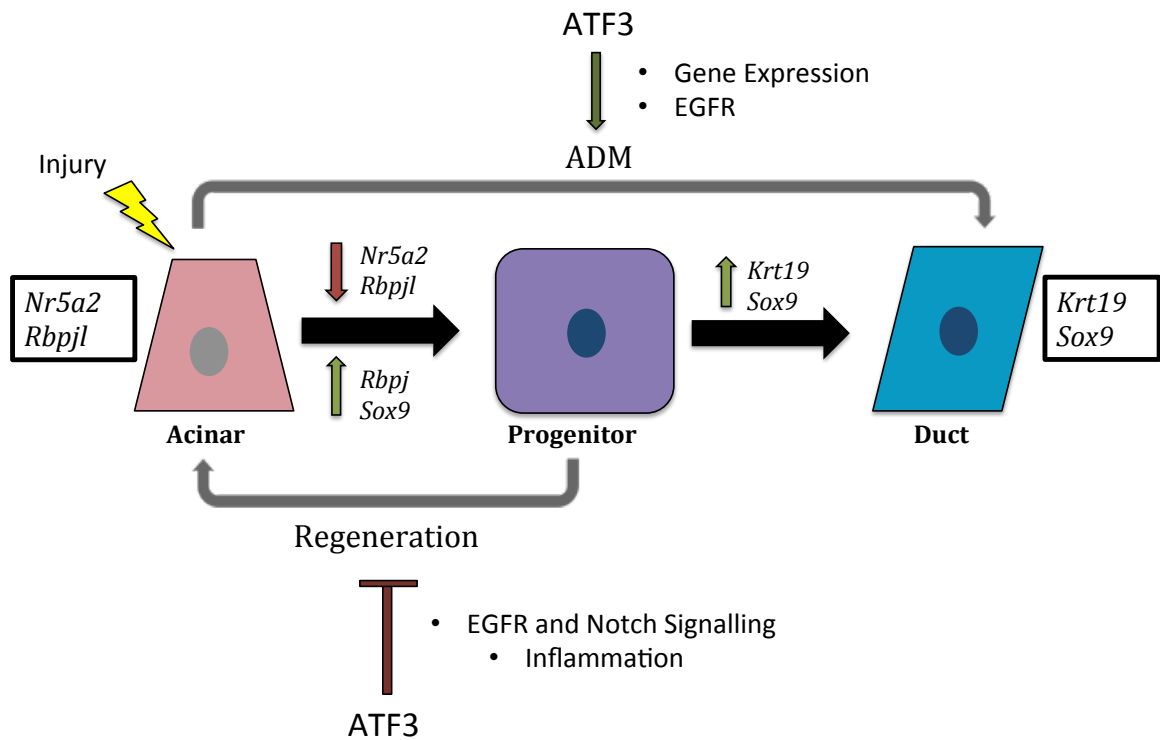 ATF3
• Gene Expression
• EGFR
ADM
Injury
Nr5a2
Rbpjl
Nr5a2
Rbpjl
Rbpj
Sox9
Krt19
Sox9
Krt19
Sox9
Acinar
Progenitor
Duct
Regeneration
• EGFR and Notch Signalling
• Inflammation
ATF3